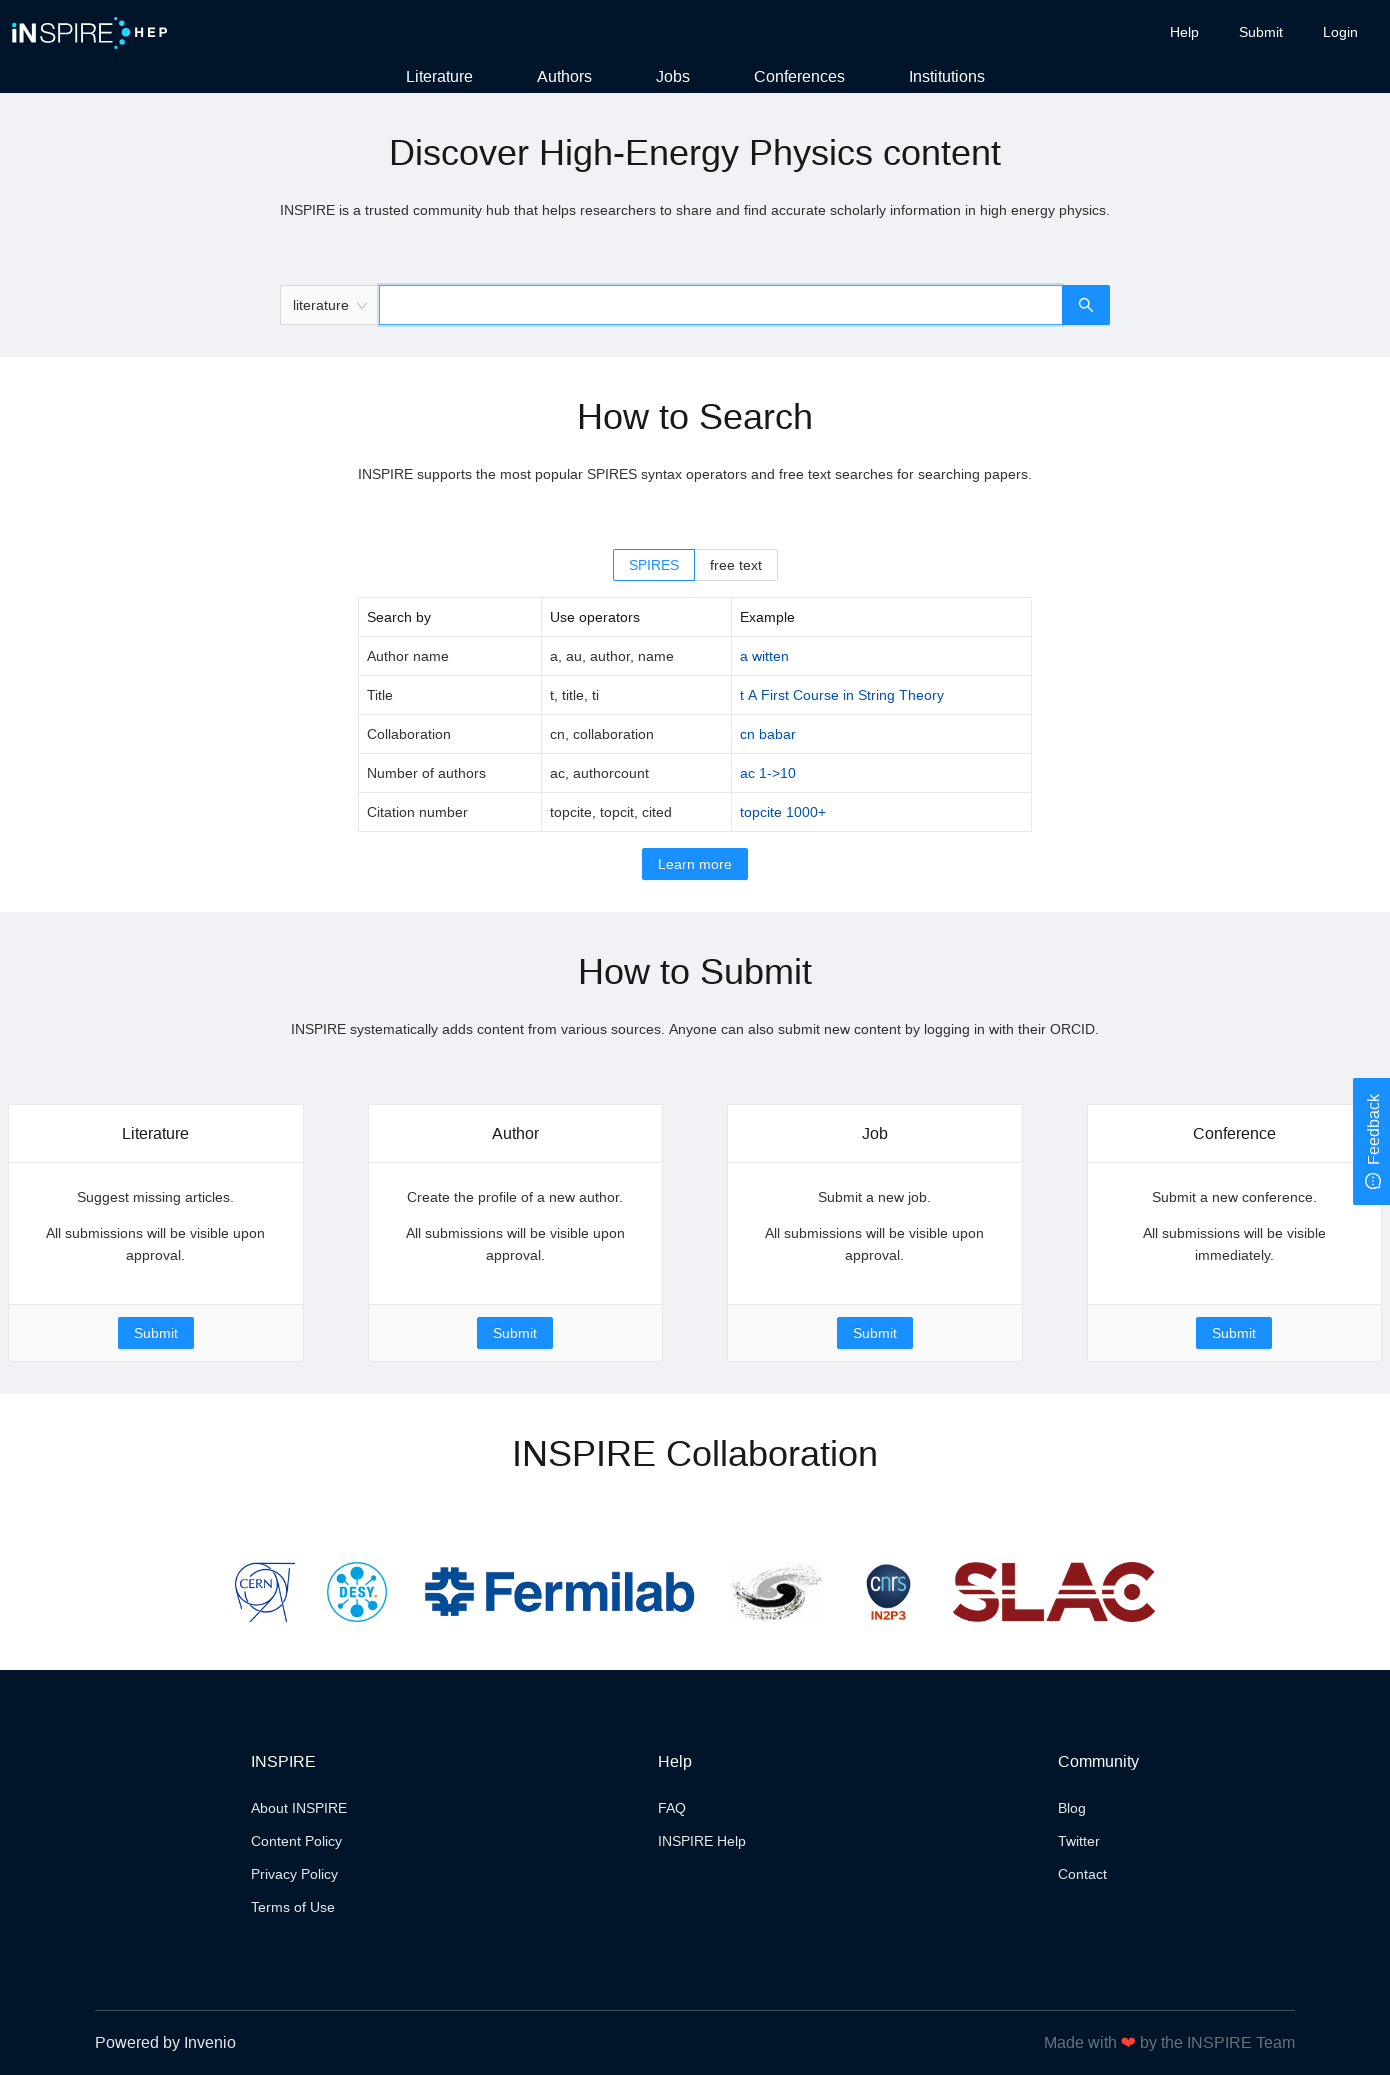 iNSPIRE HEP
Help Submit Login
Literature Authors Jobs Conferences Institutions
Discover High-Energy Physics content
INSPIRE is a trusted community hub that helps researchers to share and find accurate scholarly information in high energy physics.
literature
How to Search
INSPIRE supports the most popular SPIRES syntax operators and free text searches for searching papers.
SPIRES free text
Search by Use operators Example
Author name a, au, author, name a witten
Title t, title, ti t A First Course in String Theory
Collaboration cn, collaboration cn babar
Number of authors ac, authorcount ac 1->10
Citation number topcite, topcit, cited topcite 1000+
Learn more
How to Submit
INSPIRE systematically adds content from various sources. Anyone can also submit new content by logging in with their ORCID.
Feedback
Literature
Suggest missing articles.
All submissions will be visible upon
approval.
Submit
Author
Create the profile of a new author.
All submissions will be visible upon
approval.
Submit
Job
Submit a new job.
All submissions will be visible upon
approval.
Submit
Conference
Submit a new conference.
All submissions will be visible
immediately.
Submit
INSPIRE Collaboration
CERN
DESY.
Fermilab
cnrs
IN2P3
SLAC
INSPIRE
About INSPIRE
Content Policy
Privacy Policy
Terms of Use
Help
FAQ
INSPIRE Help
Community
Blog
Twitter
Contact
Powered by Invenio
Made with ❤ by the INSPIRE Team